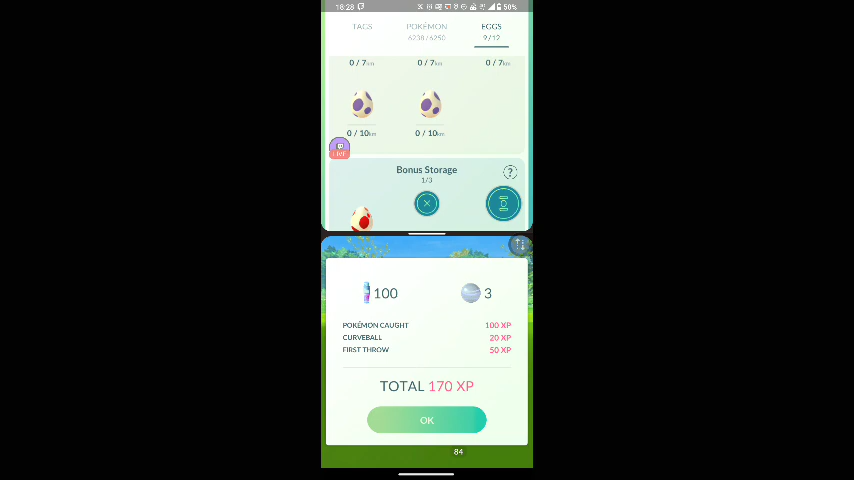 18:28 50%
TAGS POKÉMON EGGS
6238 / 6250 9 / 12
0 / 7km 0 / 7km 0 / 7km
0 / 10km 0 / 10km
LIVE
Bonus Storage ?
1/3
100 3
POKÉMON CAUGHT 100 XP
CURVEBALL 20 XP
FIRST THROW 50 XP
TOTAL 170 XP
OK
84